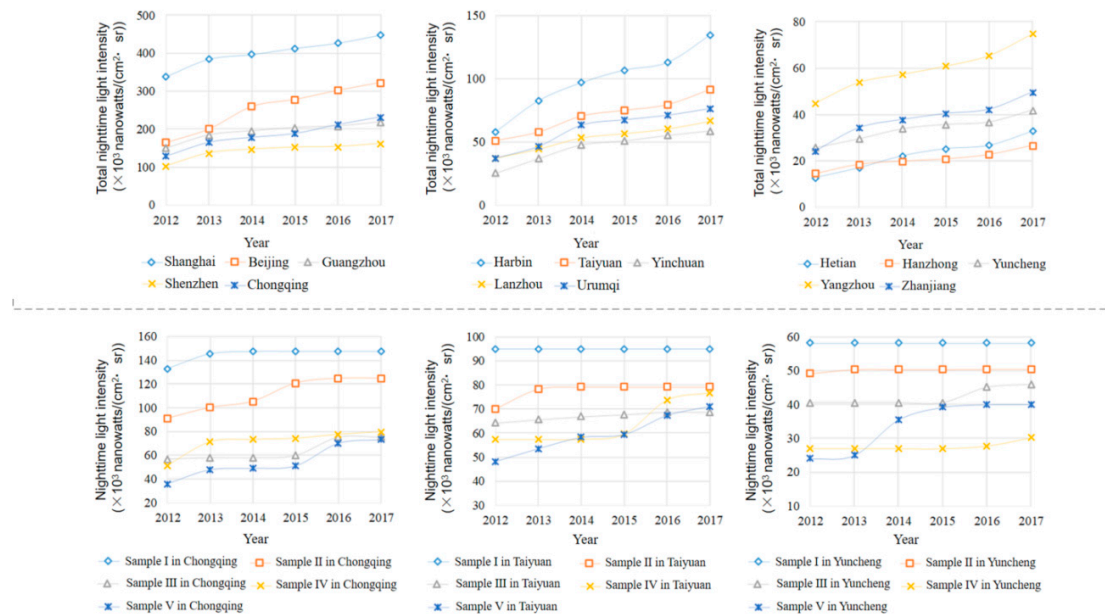 Total nighttime light intensity
(×10³ nanowatts/(cm²· sr))
500
400
300
200
100
0
2012 2013 2014 2015 2016 2017
Year
Shanghai Beijing Guangzhou
Shenzhen Chongqing
Total nighttime light intensity
(×10³ nanowatts/(cm²· sr))
150
100
50
0
2012 2013 2014 2015 2016 2017
Year
Harbin Taiyuan Yinchuan
Lanzhou Urumqi
Total nighttime light intensity
(×10³ nanowatts/(cm²· sr))
80
60
40
20
0
2012 2013 2014 2015 2016 2017
Year
Hetian Hanzhong Yuncheng
Yangzhou Zhanjiang
Nighttime light intensity
(×10³ nanowatts/(cm²· sr))
160
140
120
100
80
60
40
20
2012 2013 2014 2015 2016 2017
Year
Sample I in Chongqing Sample II in Chongqing
Sample III in Chongqing Sample IV in Chongqing
Sample V in Chongqing
Nighttime light intensity
(×10³ nanowatts/(cm²· sr))
100
90
80
70
60
50
40
30
2012 2013 2014 2015 2016 2017
Year
Sample I in Taiyuan Sample II in Taiyuan
Sample III in Taiyuan Sample IV in Taiyuan
Sample V in Taiyuan
Nighttime light intensity
(×10³ nanowatts/(cm²· sr))
60
50
40
30
20
10
2012 2013 2014 2015 2016 2017
Year
Sample I in Yuncheng Sample II in Yuncheng
Sample III in Yuncheng Sample IV in Yuncheng
Sample V in Yuncheng